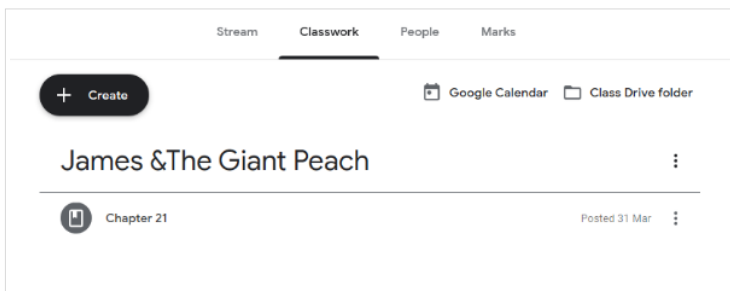 Stream Classwork People Marks
+ Create Google Calendar Class Drive folder
James &The Giant Peach
Chapter 21 Posted 31 Mar